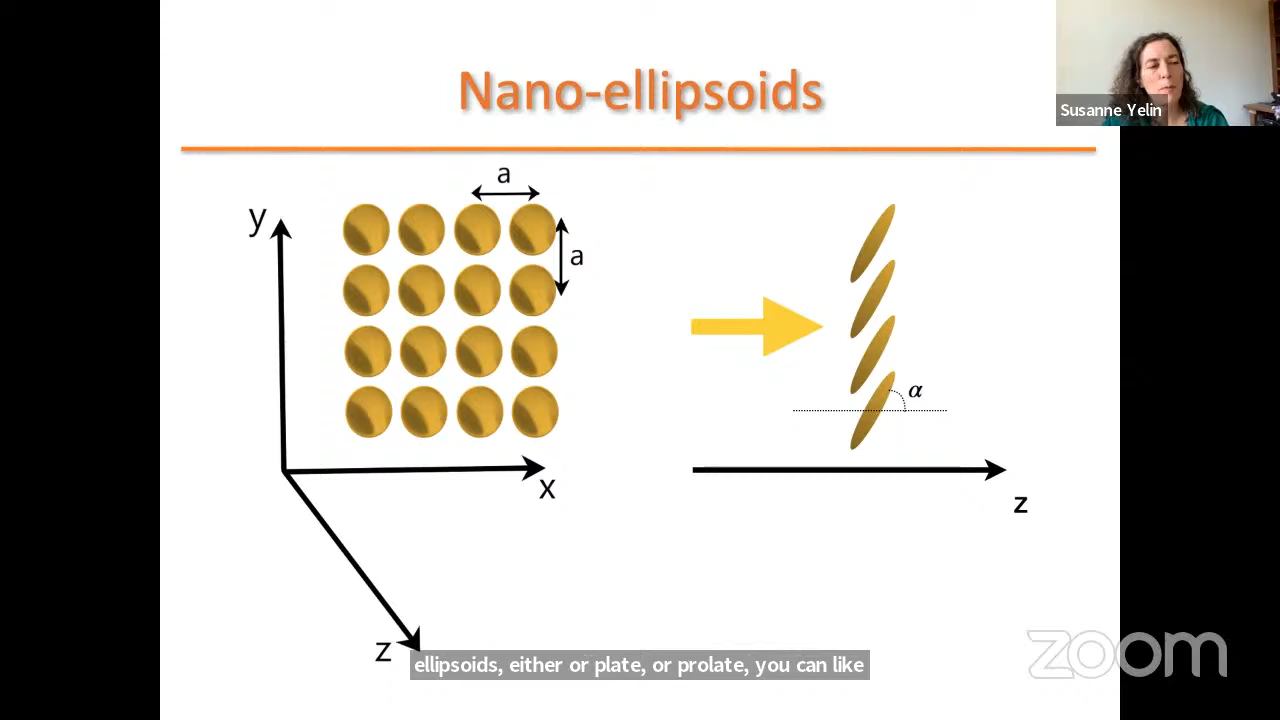 Nano-ellipsoids
Susanne Yelin
a
y
a
α
x
z
z
ellipsoids, either or plate, or prolate, you can like
zoom